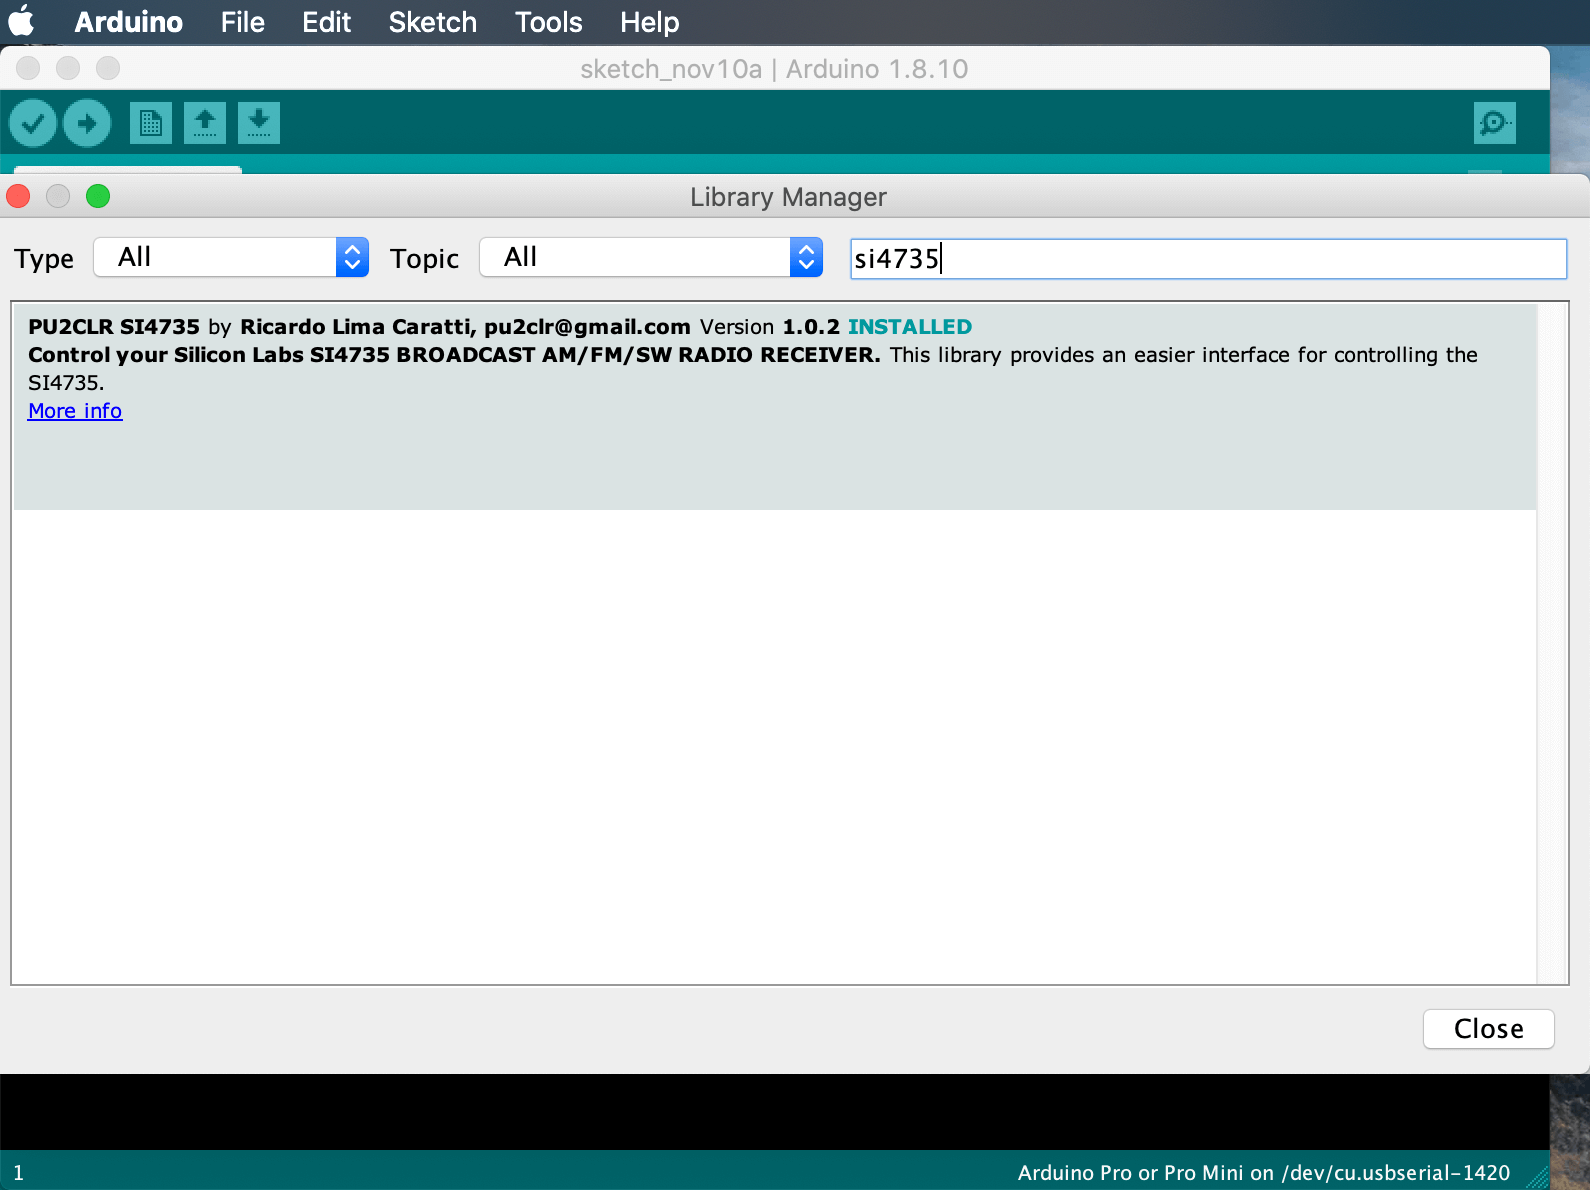 Arduino File Edit Sketch Tools Help
sketch_nov10a | Arduino 1.8.10
Library Manager
Type All Topic All si4735
PU2CLR SI4735 by Ricardo Lima Caratti, pu2clr@gmail.com Version 1.0.2 INSTALLED
Control your Silicon Labs SI4735 BROADCAST AM/FM/SW RADIO RECEIVER. This library provides an easier interface for controlling the
SI4735.
More info
Close
1 Arduino Pro or Pro Mini on /dev/cu.usbserial-1420